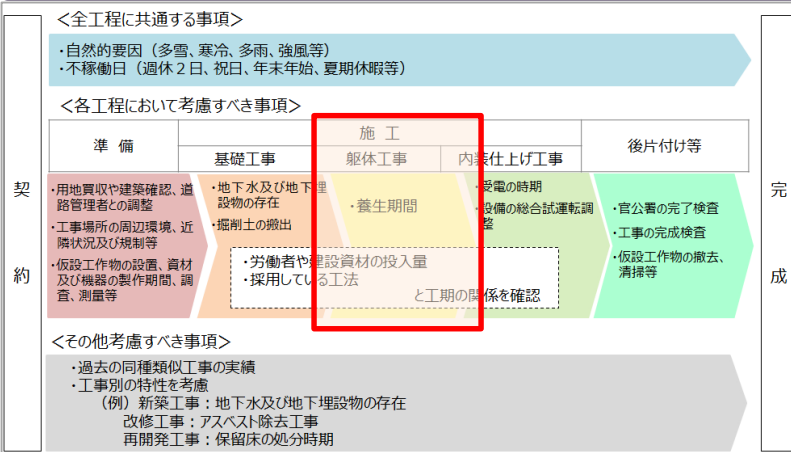 ＜全工程に共通する事項＞
・自然的要因（多雪、寒冷、多雨、強風等）
・不稼働日（週休２日、祝日、年末年始、夏期休暇等）
＜各工程において考慮すべき事項＞
準　備
施　工
後片付け等
基礎工事
躯体工事
内装仕上げ工事
契
約
・用地買収や建築確認、道
路管理者との調整
・工事場所の周辺環境、近
隣状況及び規制等
・仮設工作物の設置、資材
及び機器の製作期間、調
査、測量等
・地下水及び地下埋
設物の存在
・掘削土の搬出
・養生期間
・受電の時期
・設備の総合試運転調
整
・労働者や建設資材の投入量
・採用している工法
と工期の関係を確認
・官公署の完了検査
・工事の完成検査
・仮設工作物の撤去、
清掃等
完
成
＜その他考慮すべき事項＞
・過去の同種類似工事の実績
・工事別の特性を考慮
（例）新築工事：地下水及び地下埋設物の存在
改修工事：アスベスト除去工事
再開発工事：保留床の処分時期